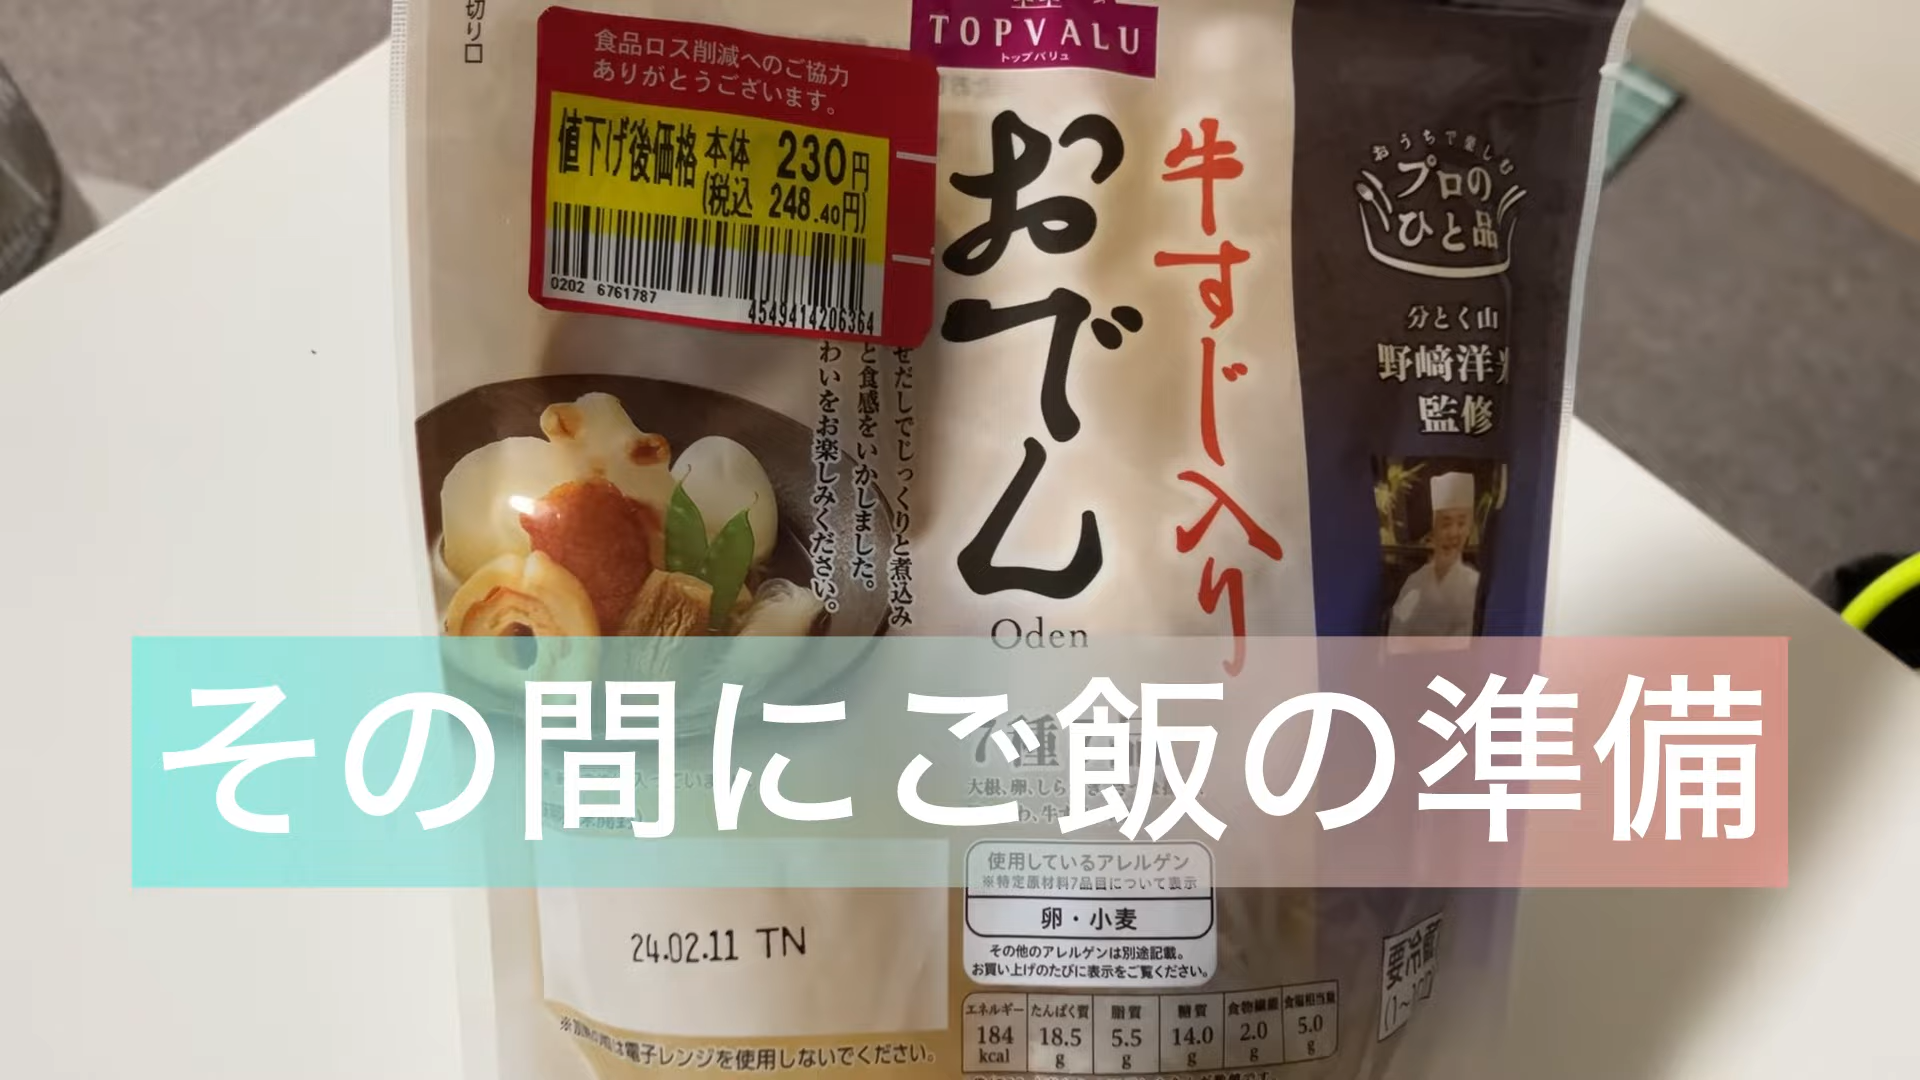 切り口
食品ロス削減へのご協力
ありがとうございます。
値下げ後価格 本体 230円
(税込 248.40円)
0202 6761787
4549414206364
TOPVALU
トップバリュ
牛すじ入り
おでん
Oden
おうちで楽しむ
プロの
ひと品
分とく山
野﨑洋
監修
だしでじっくりと煮込み
と食感をいかしました。
わいをお楽しみください。
その間にご飯の準備
7種
大根、卵、しら
使用しているアレルゲン
※特定原材料7品目について表示
卵・小麦
その他のアレルゲンは別途記載。
お買い上げのたびに表示をご覧ください。
24.02.11 TN
電子レンジを使用しないでください。
エネルギー たんぱく質 脂質 糖質 食物繊維 食塩相当量
184 18.5 5.5 14.0 2.0 5.0
kcal g g g g g
要冷蔵